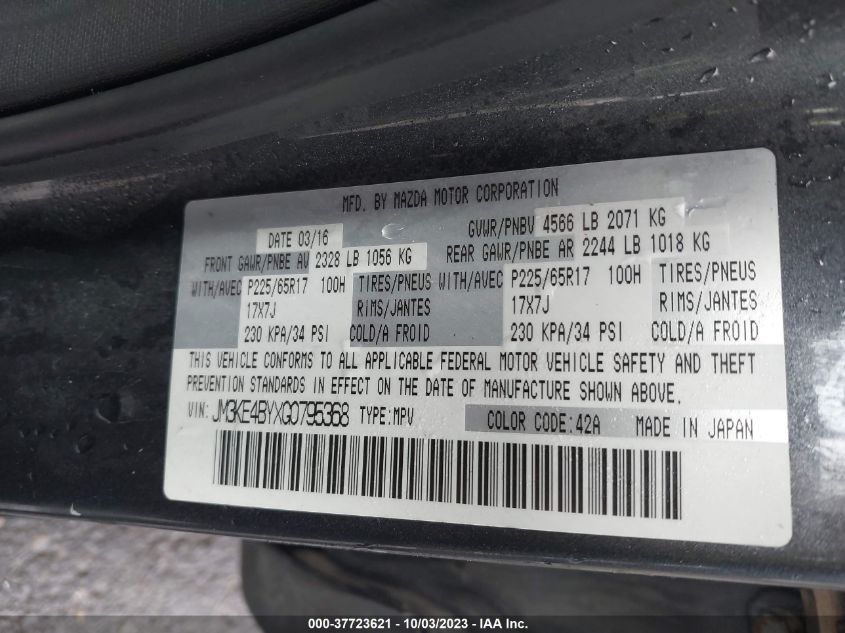 MFD. BY MAZDA MOTOR CORPORATION
DATE 03/16 GVWR/PNBV 4566 LB 2071 KG
FRONT GAWR/PNBE AV 2328 LB 1056 KG REAR GAWR/PNBE AR 2244 LB 1018 KG
WITH/AVEC P225/65R17 100H TIRES/PNEUS WITH/AVEC P225/65R17 100H TIRES/PNEUS
17X7J RIMS/JANTES 17X7J RIMS/JANTES
230 KPA/34 PSI COLD/A FROID 230 KPA/34 PSI COLD/A FROID
THIS VEHICLE CONFORMS TO ALL APPLICABLE FEDERAL MOTOR VEHICLE SAFETY AND THEFT
PREVENTION STANDARDS IN EFFECT ON THE DATE OF MANUFACTURE SHOWN ABOVE.
VIN: JM3KE4BYXG0795368 TYPE:MPV COLOR CODE:42A MADE IN JAPAN
000-37723621 - 10/03/2023 - IAAI.com